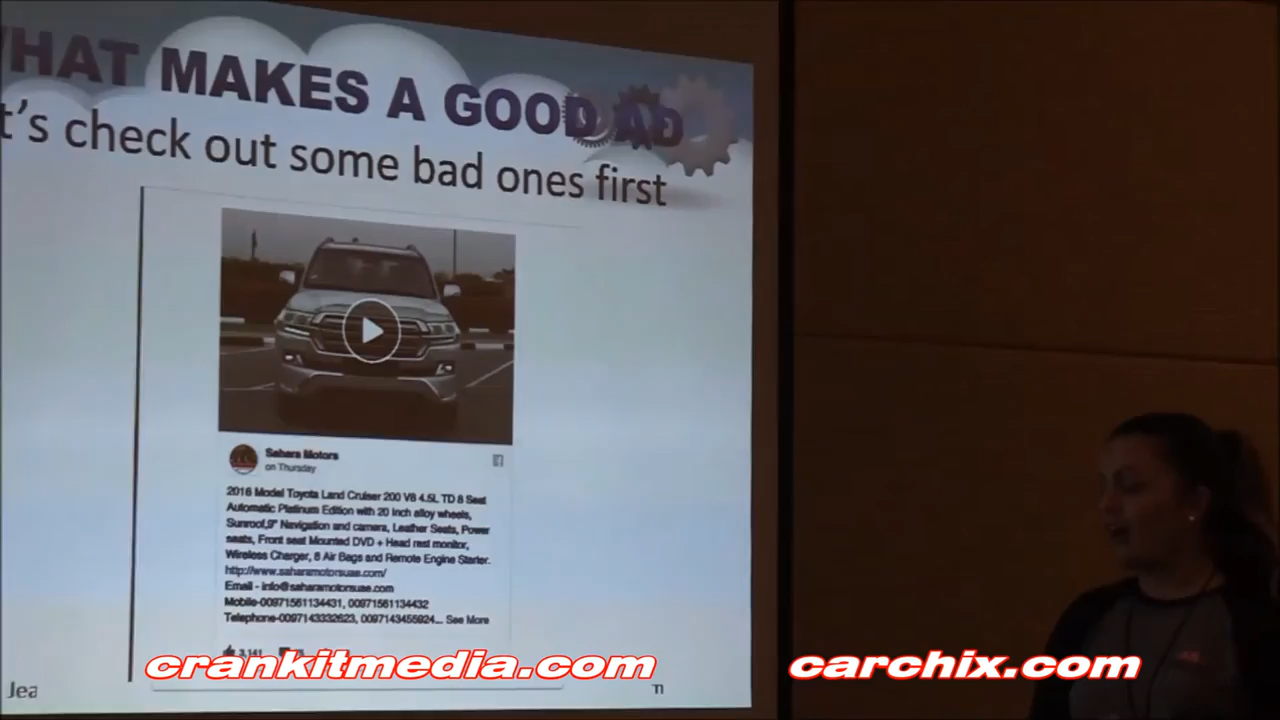 WHAT MAKES A GOOD AD
t's check out some bad ones first
Sahara Motors
on Thursday
2016 Model Toyota Land Cruiser 200 V8 4.5L TD 8 Seat
Automatic Platinum Edition with 20 Inch alloy wheels,
Sunroof,9" Navigation and camera, Leather Seats, Power
seats, Front seat Mounted DVD + Head rest monitor,
Wireless Charger, 8 Air Bags and Remote Engine Starter.
http://www.saharamotorsuae.com/
Email - info@saharamotorsuae.com
Mobile-00971561134431, 00971561134432
Telephone-0097143332623, 0097143455924... See More
3,141
crankitmedia.com
carchix.com
Jea